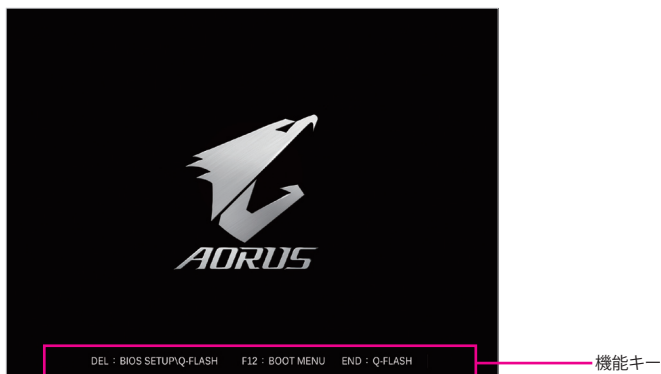 AORUS
DEL : BIOS SETUP\Q-FLASH F12 : BOOT MENU END : Q-FLASH
機能キー